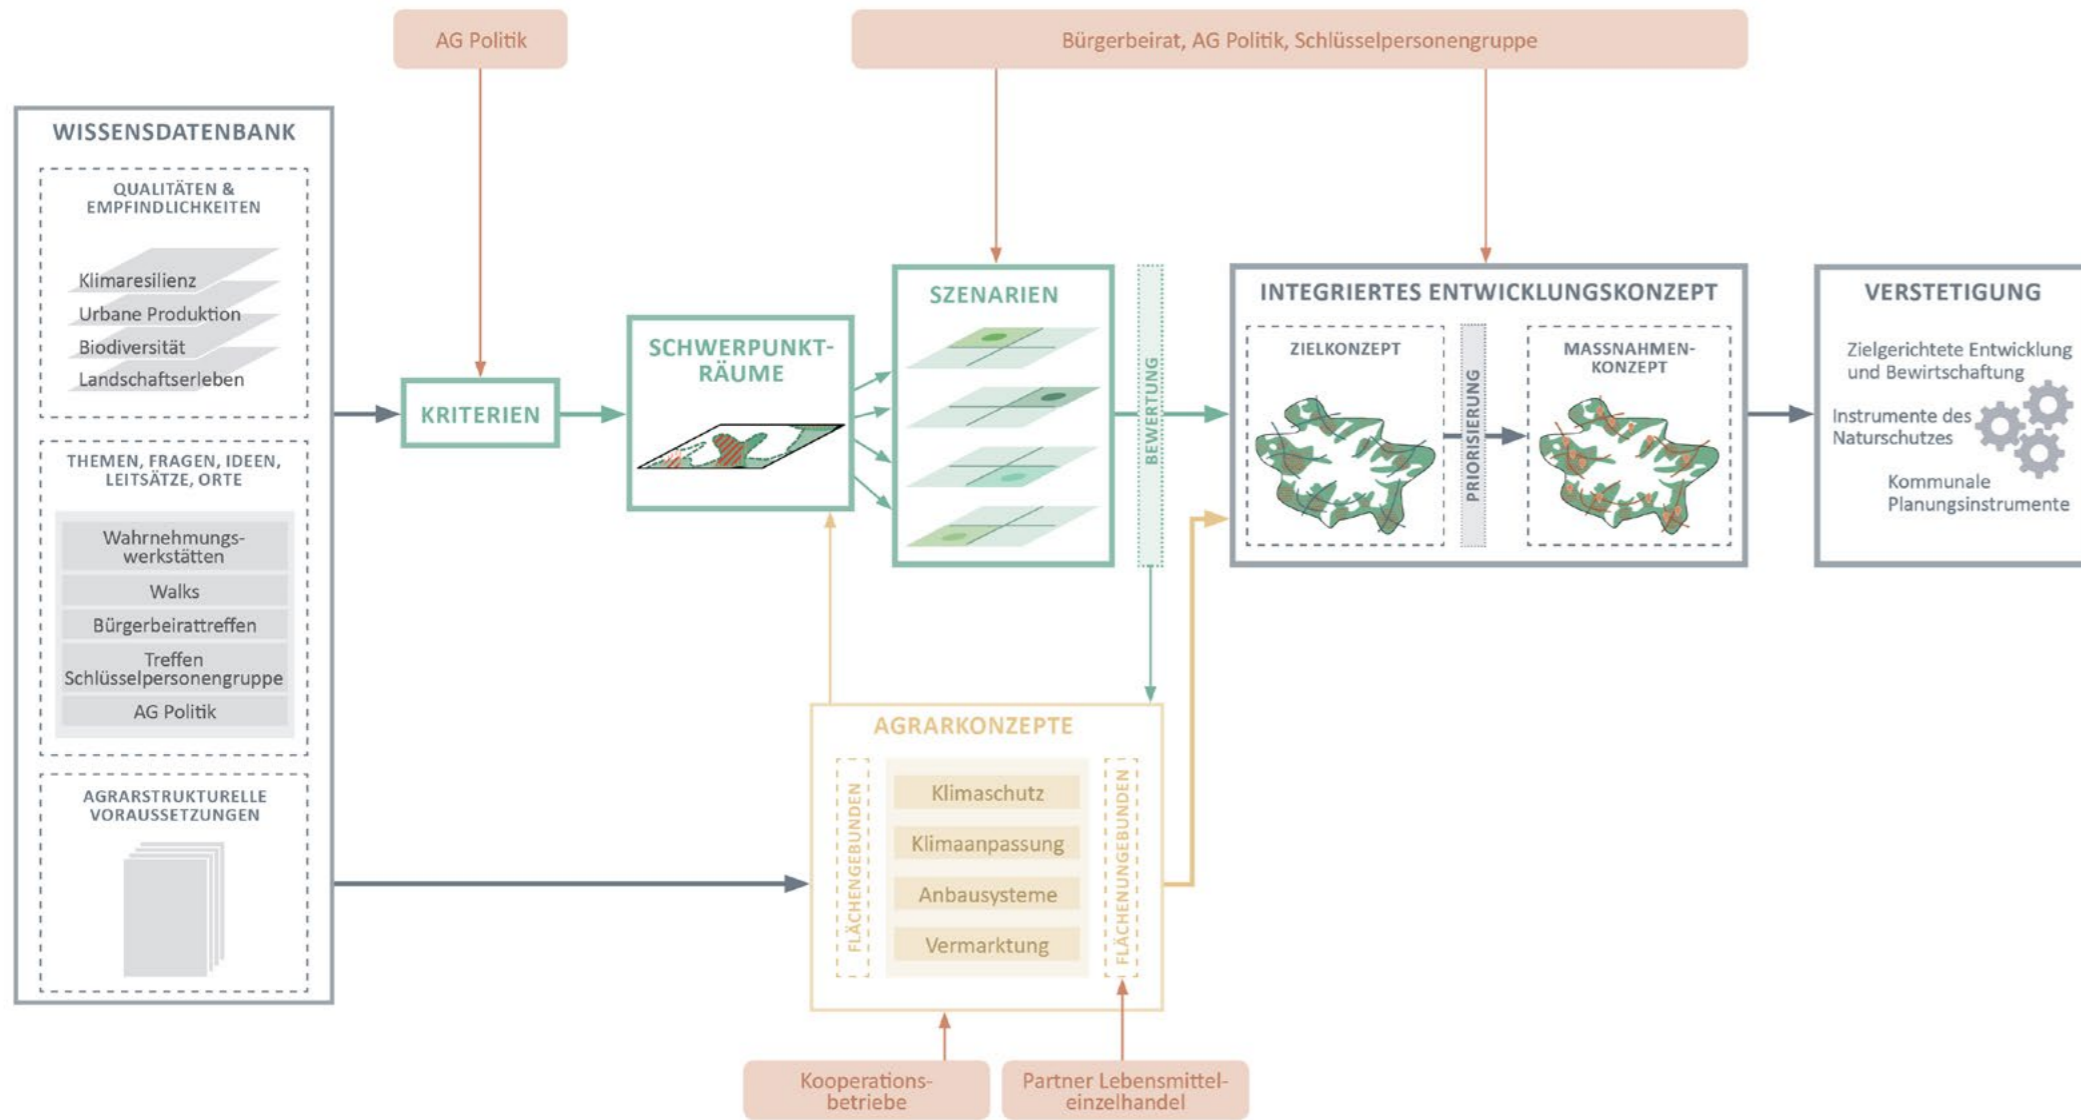 AG Politik
Bürgerbeirat, AG Politik, Schlüsselpersonengruppe
WISSENSDATENBANK
QUALITÄTEN &
EMPFINDLICHKEITEN
Klimaresilienz
Urbane Produktion
Biodiversität
Landschaftserleben
THEMEN, FRAGEN, IDEEN,
LEITSÄTZE, ORTE
Wahrnehmungs-
werkstätten
Walks
Bürgerbeirattreffen
Treffen
Schlüsselpersonengruppe
AG Politik
AGRARSTRUKTURELLE
VORAUSSETZUNGEN
KRITERIEN
SCHWERPUNKT-
RÄUME
SZENARIEN
BEWERTUNG
INTEGRIERTES ENTWICKLUNGSKONZEPT
ZIELKONZEPT
PRIORISIERUNG
MASSNAHMEN-
KONZEPT
VERSTETIGUNG
Zielgerichtete Entwicklung
und Bewirtschaftung
Instrumente des
Naturschutzes
Kommunale
Planungsinstrumente
AGRARKONZEPTE
FLÄCHENGEBUNDEN
Klimaschutz
Klimaanpassung
Anbausysteme
Vermarktung
FLÄCHENUNGEBUNDEN
Kooperations-
betriebe
Partner Lebensmittel-
einzelhandel